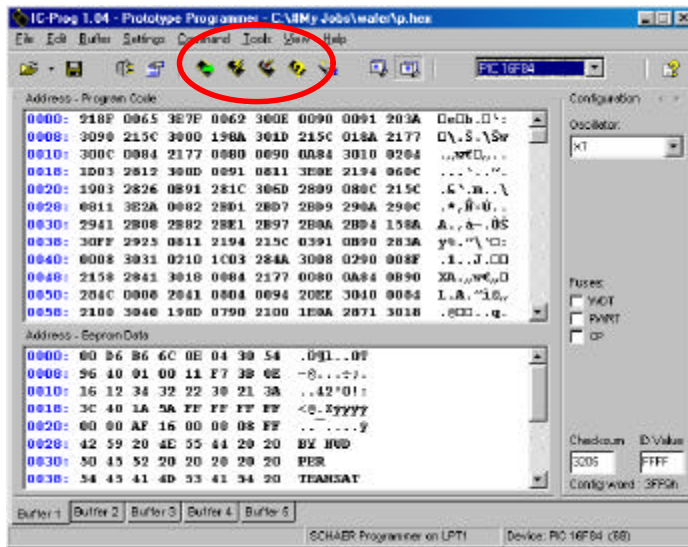 IC-Prog 1.04 - Prototype Programmer - C:\#My Jobs\wafer\p.hex
File Edit Buffer Settings Command Tools View Help
PIC 16F84
Address - Program Code
0000: 218F 0065 3E7F 0062 300E 0090 0091 203A
0008: 3090 215C 3000 198A 301D 215C 018A 2177
0010: 300C 0084 2177 0080 0090 0A84 3010 0204
0018: 1D03 2812 300D 0091 0811 3E0E 2194 060C
0020: 1903 2826 0B91 281C 306D 2809 080C 215C
0028: 0811 3E2A 0082 28D1 28D7 28D9 290A 290C
0030: 2941 2808 2882 28E1 2897 280A 28D4 158A
0038: 30FF 2925 0811 2194 215C 0391 0890 283A
0040: 0008 3031 0210 1C03 284A 3008 0290 008F
0048: 2158 2841 3018 0084 2177 0080 0A84 0B90
0050: 284C 0008 2041 0804 0094 20EE 3040 0084
0058: 2100 3040 198D 0790 2100 1E0A 2871 3018
Address - Eeprom Data
0000: 00 D6 B6 6C 0E 04 30 54
0008: 96 40 01 00 11 F7 3B 0E
0010: 16 12 34 32 22 30 21 3A
0018: 3C 40 1A 5A FF FF FF FF
0020: 00 00 AF 16 00 00 08 FF
0028: 42 59 20 4E 55 44 20 20 BY NUD
0030: 50 45 52 20 20 20 20 20 PER
0038: 54 45 41 4D 53 41 54 20 TEAMSAT
Configuration
Oscillator:
XT
Fuses:
WDT
PWRT
CP
Checksum ID Value
3205 FFFF
Config word : 3FF9h
Buffer 1 Buffer 2 Buffer 3 Buffer 4 Buffer 5
SCHAER Programmer on LPT1 Device: PIC 16F84 (68)